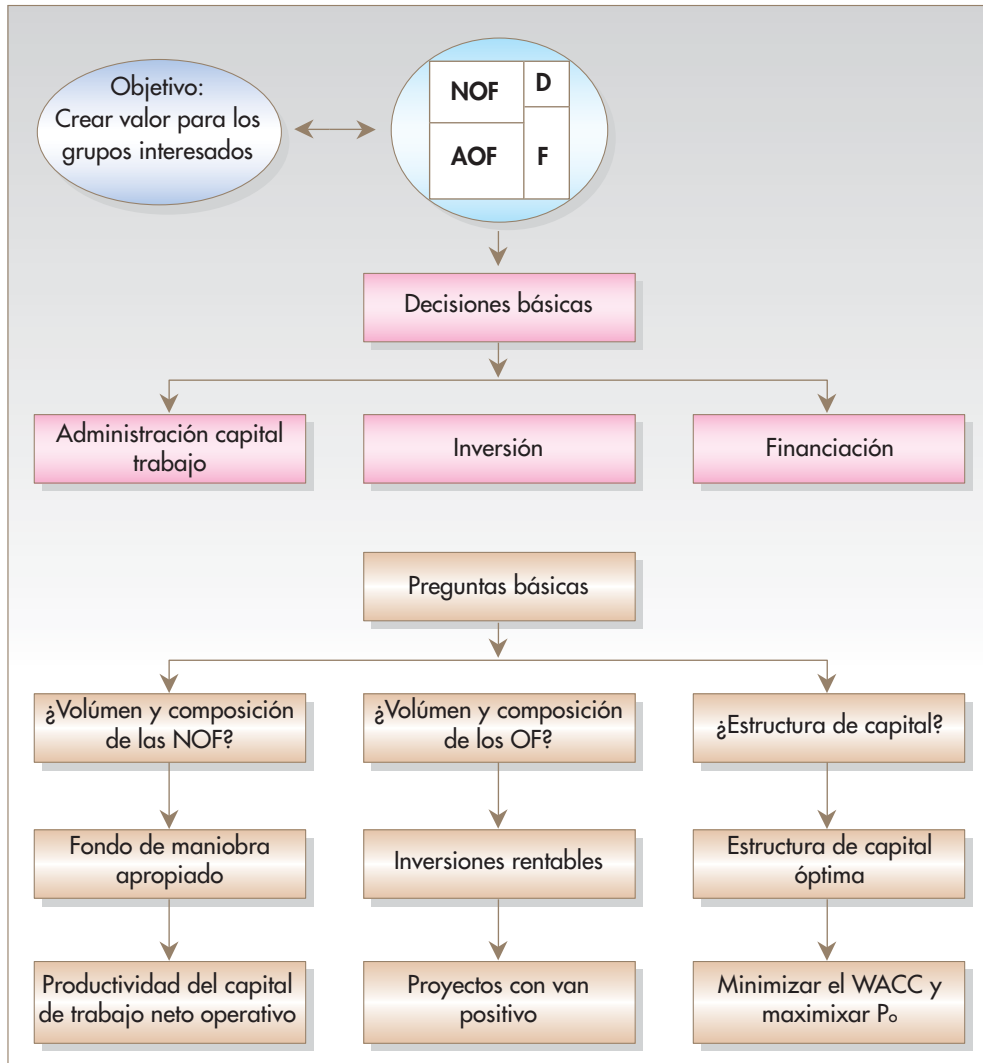 Objetivo:
Crear valor para los
grupos interesados
NOF
D
AOF
F
Decisiones básicas
Administración capital
trabajo
Inversión
Financiación
Preguntas básicas
¿Volúmen y composición
de las NOF?
¿Volúmen y composición
de los OF?
¿Estructura de capital?
Fondo de maniobra
apropiado
Inversiones rentables
Estructura de capital
óptima
Productividad del capital
de trabajo neto operativo
Proyectos con van
positivo
Minimizar el WACC y
maximixar Po